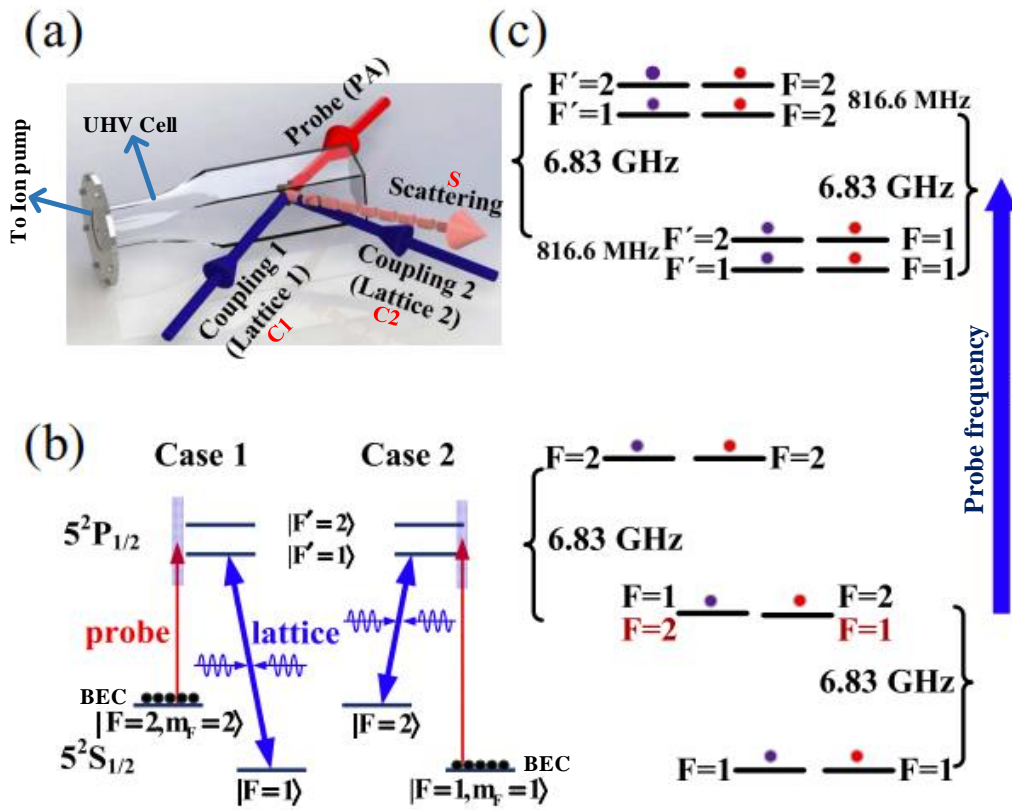 (a)
To Ion pump
UHV Cell
Probe (PA)
S
Scattering
Coupling 1
(Lattice 1)
C1
Coupling 2
(Lattice 2)
C2
(b)
Case 1
Case 2
5²P₁/₂
|F′=2⟩
|F′=1⟩
probe
lattice
BEC
|F=2,m_F=2⟩
|F=2⟩
5²S₁/₂
|F=1⟩
BEC
|F=1,m_F=1⟩
(c)
F′=2
F=2
F′=1
F=2
816.6 MHz
6.83 GHz
6.83 GHz
816.6 MHz
F′=2
F=1
F′=1
F=1
Probe frequency
F=2
F=2
6.83 GHz
F=1
F=2
F=2
F=1
6.83 GHz
F=1
F=1